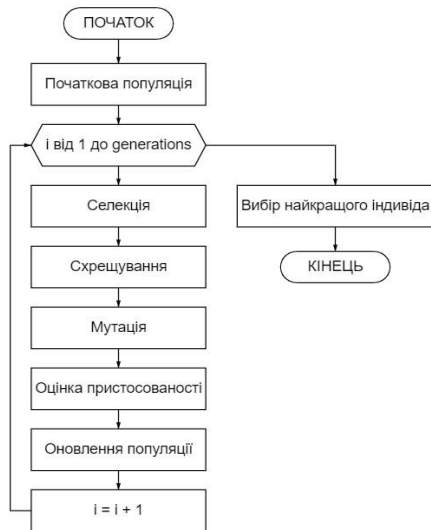 ПОЧАТОК
Початкова популяція
і від 1 до generations
Селекція
Вибір найкращого індивіда
Схрещування
КІНЕЦЬ
Мутація
Оцінка пристосованості
Оновлення популяції
i = i + 1